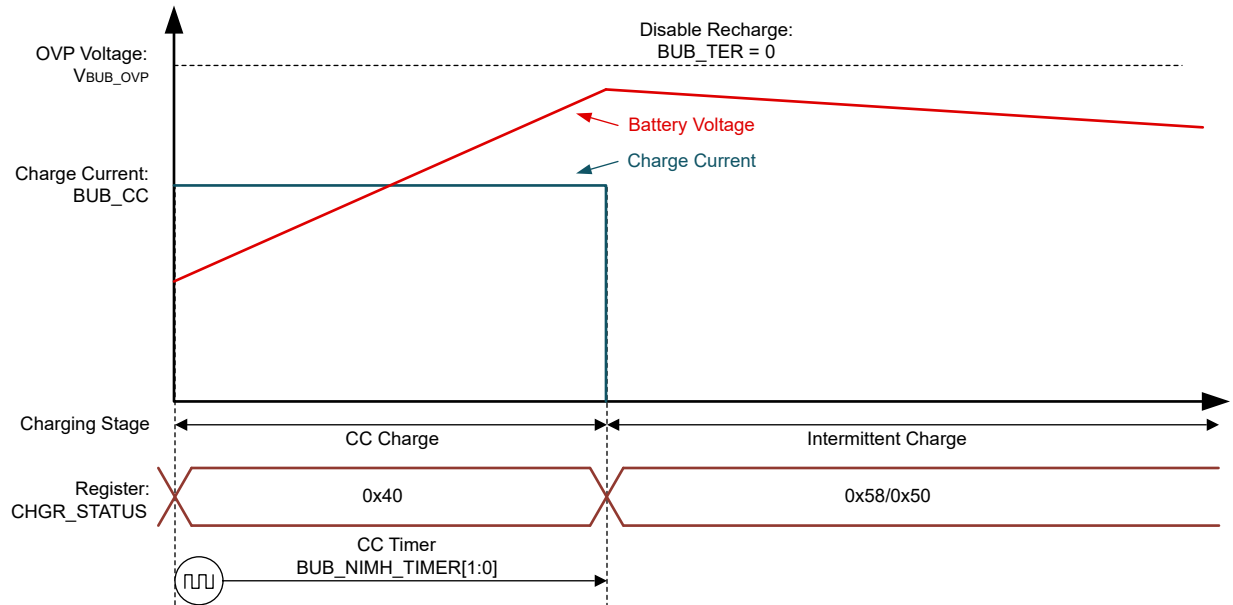 Disable Recharge:
BUB_TER = 0
OVP Voltage:
VBUB_OVP
Battery Voltage
Charge Current
Charge Current:
BUB_CC
Charging Stage
CC Charge
Intermittent Charge
Register:
CHGR_STATUS
0x40
0x58/0x50
CC Timer
BUB_NIMH_TIMER[1:0]